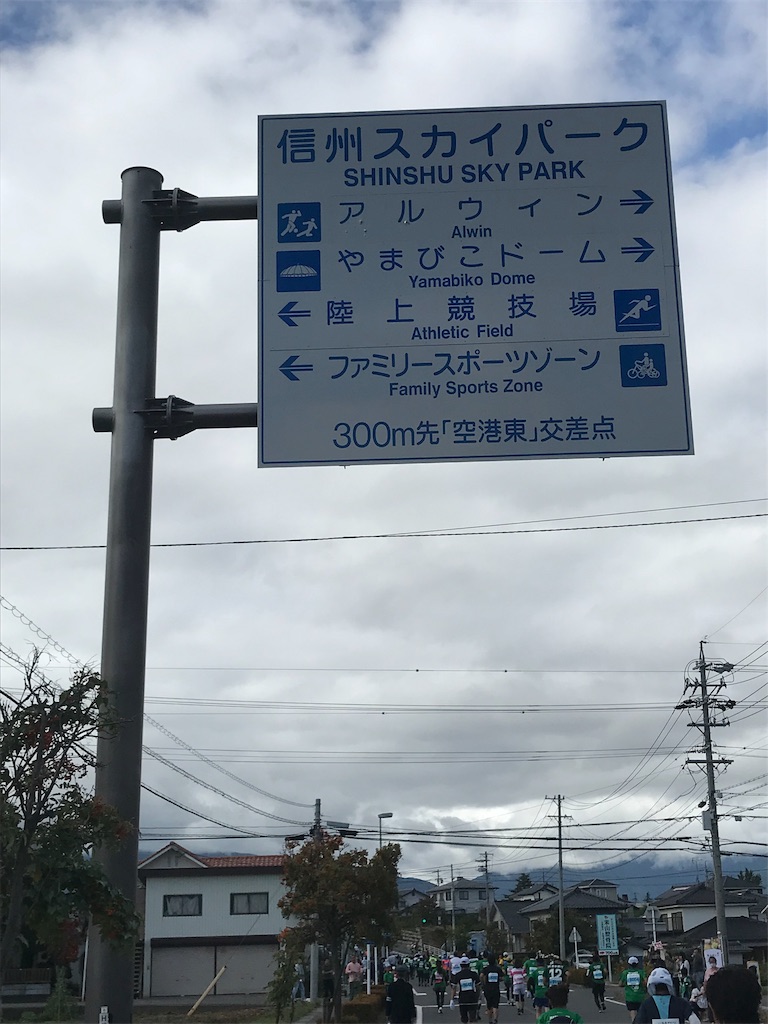 信州スカイパーク
SHINSHU SKY PARK
アルウィン →
Alwin
やまびこドーム →
Yamabiko Dome
← 陸上競技場
Athletic Field
← ファミリースポーツゾーン
Family Sports Zone
300m先「空港東」交差点
12